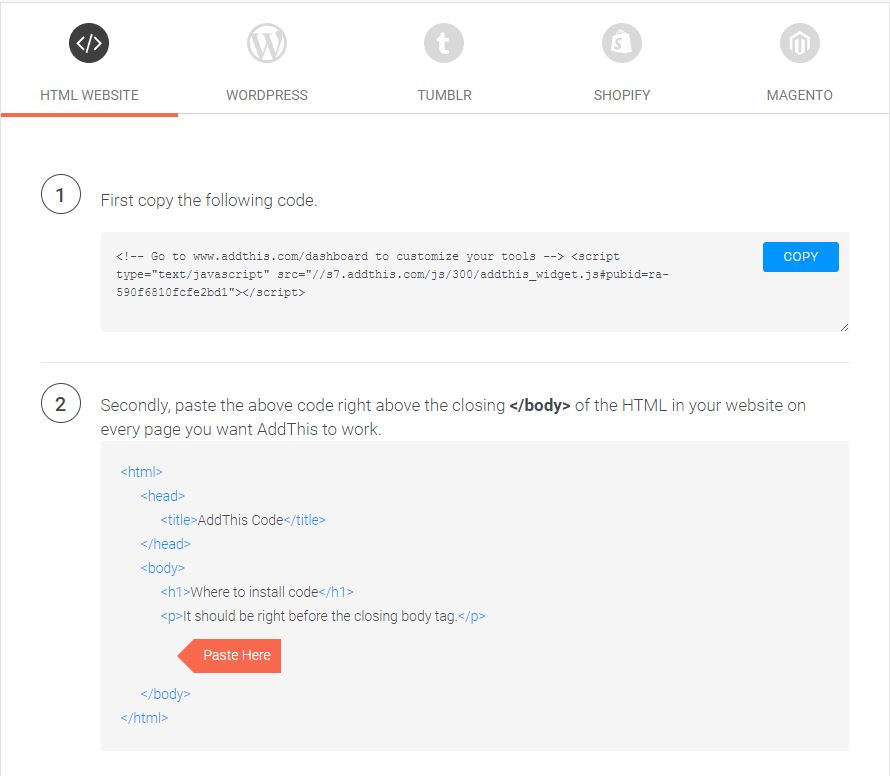 HTML WEBSITE
WORDPRESS
TUMBLR
SHOPIFY
MAGENTO
1
First copy the following code.
<!-- Go to www.addthis.com/dashboard to customize your tools --> <script
type="text/javascript" src="//s7.addthis.com/js/300/addthis_widget.js#pubid=ra-
590f6810fcfe2bd1"></script>
COPY
2
Secondly, paste the above code right above the closing </body> of the HTML in your website on
every page you want AddThis to work.
<html>
<head>
<title>AddThis Code</title>
</head>
<body>
<h1>Where to install code</h1>
<p>It should be right before the closing body tag.</p>
Paste Here
</body>
</html>